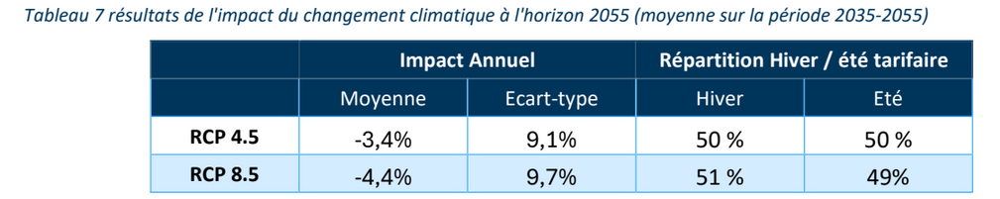 Tableau 7 résultats de l'impact du changement climatique à l'horizon 2055 (moyenne sur la période 2035-2055)
Impact Annuel Répartition Hiver / été tarifaire
Moyenne Ecart-type Hiver Eté
RCP 4.5 -3,4% 9,1% 50 % 50 %
RCP 8.5 -4,4% 9,7% 51 % 49%